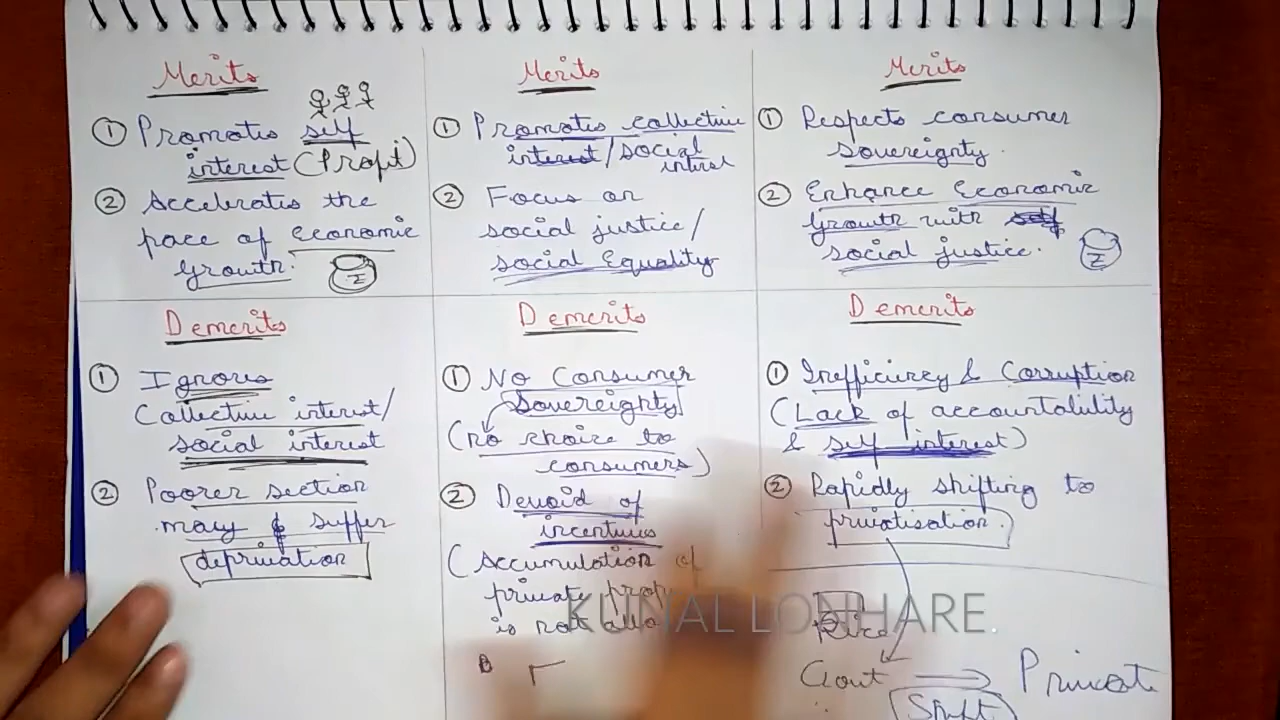 Merits
① Promotes self
interest (Profit)
② Accelerates the
pace of Economic
Growth.
Merits
① Promotes collective
interest/social
interest
② Focus on
social justice/
social Equality
Merits
① Respects consumer
sovereignty.
② Enhance Economic
Growth with self
social justice.
Demerits
① Ignores
Collective interest/
social interest
② Poorer section
may & suffer
deprivation
Demerits
① No Consumer
Sovereignty
(no choice to
consumers)
② Devoid of
incentives
(Accumulation of
private prop
is not allo
Demerits
① Inefficiency & Corruption
(Lack of accountability
& self interest)
② Rapidly shifting to
privatisation.
Govt → Private
Shift
KUNAL LONHARE.